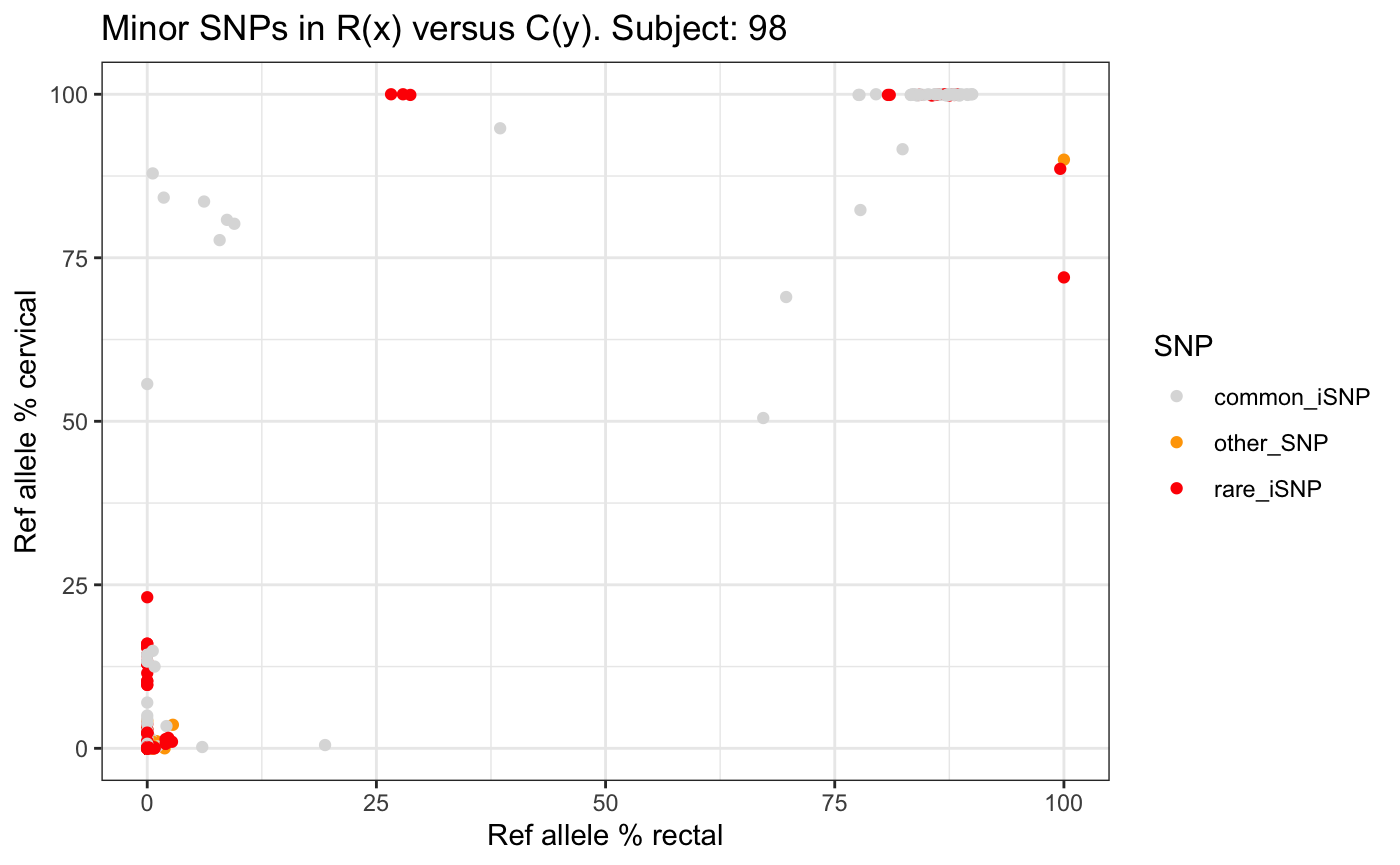 Minor SNPs in R(x) versus C(y). Subject: 98
100
75
50
25
0
Ref allele % cervical
0 25 50 75 100
Ref allele % rectal
SNP
common_iSNP
other_SNP
rare_iSNP